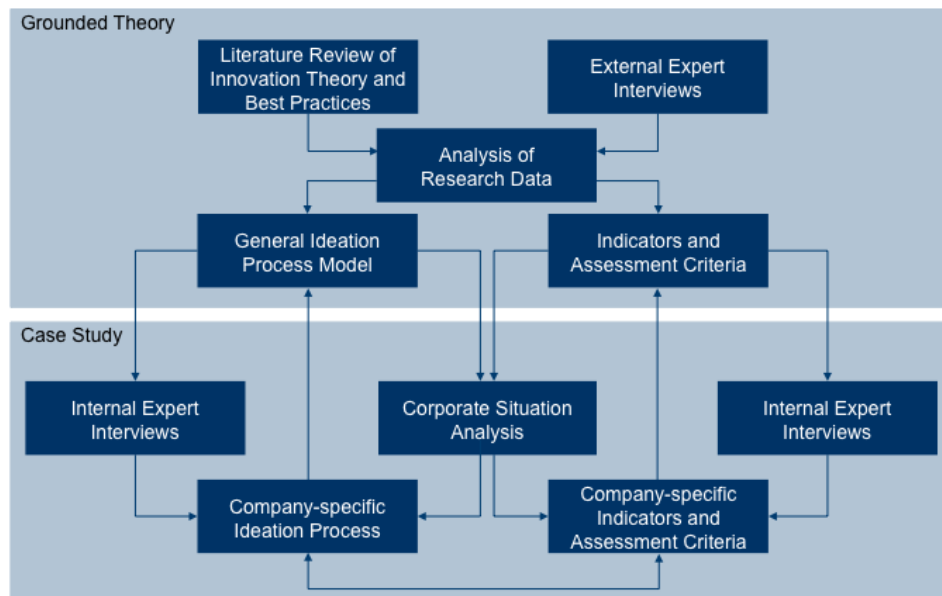 Grounded Theory
Literature Review of
Innovation Theory and
Best Practices
External Expert
Interviews
Analysis of
Research Data
General Ideation
Process Model
Indicators and
Assessment Criteria
Case Study
Internal Expert
Interviews
Corporate Situation
Analysis
Internal Expert
Interviews
Company-specific
Ideation Process
Company-specific
Indicators and
Assessment Criteria